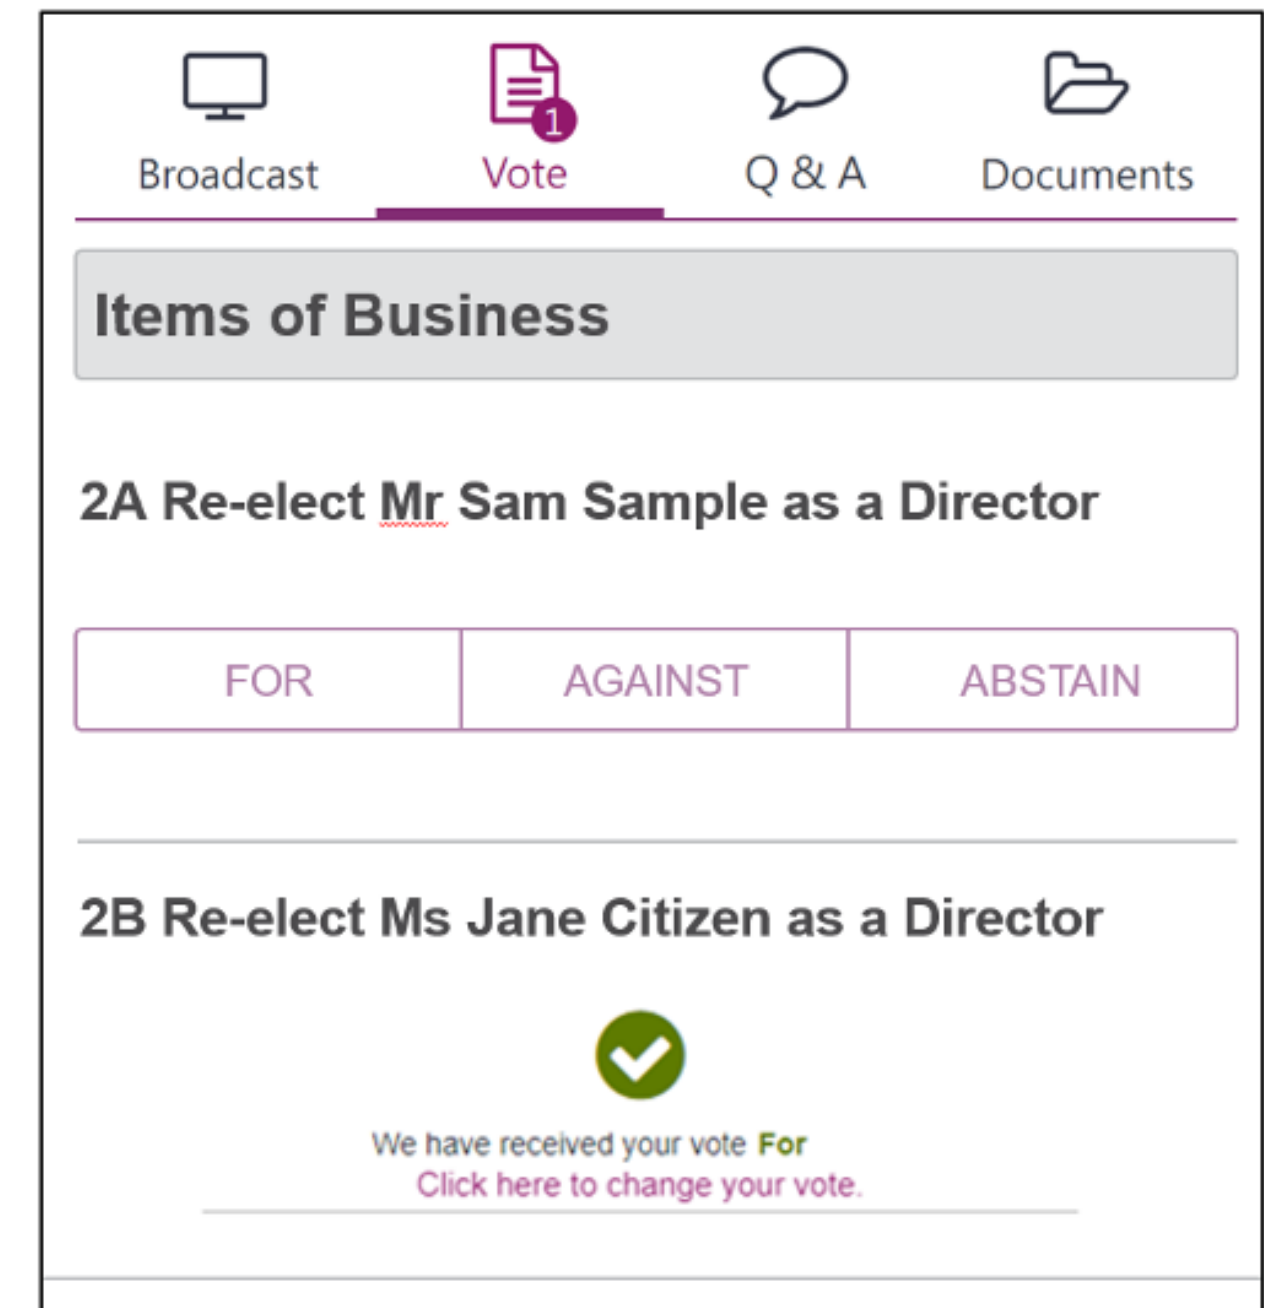 1
Broadcast Vote Q & A Documents
Items of Business
2A Re-elect Mr Sam Sample as a Director
FOR AGAINST ABSTAIN
2B Re-elect Ms Jane Citizen as a Director
We have received your vote For
Click here to change your vote.